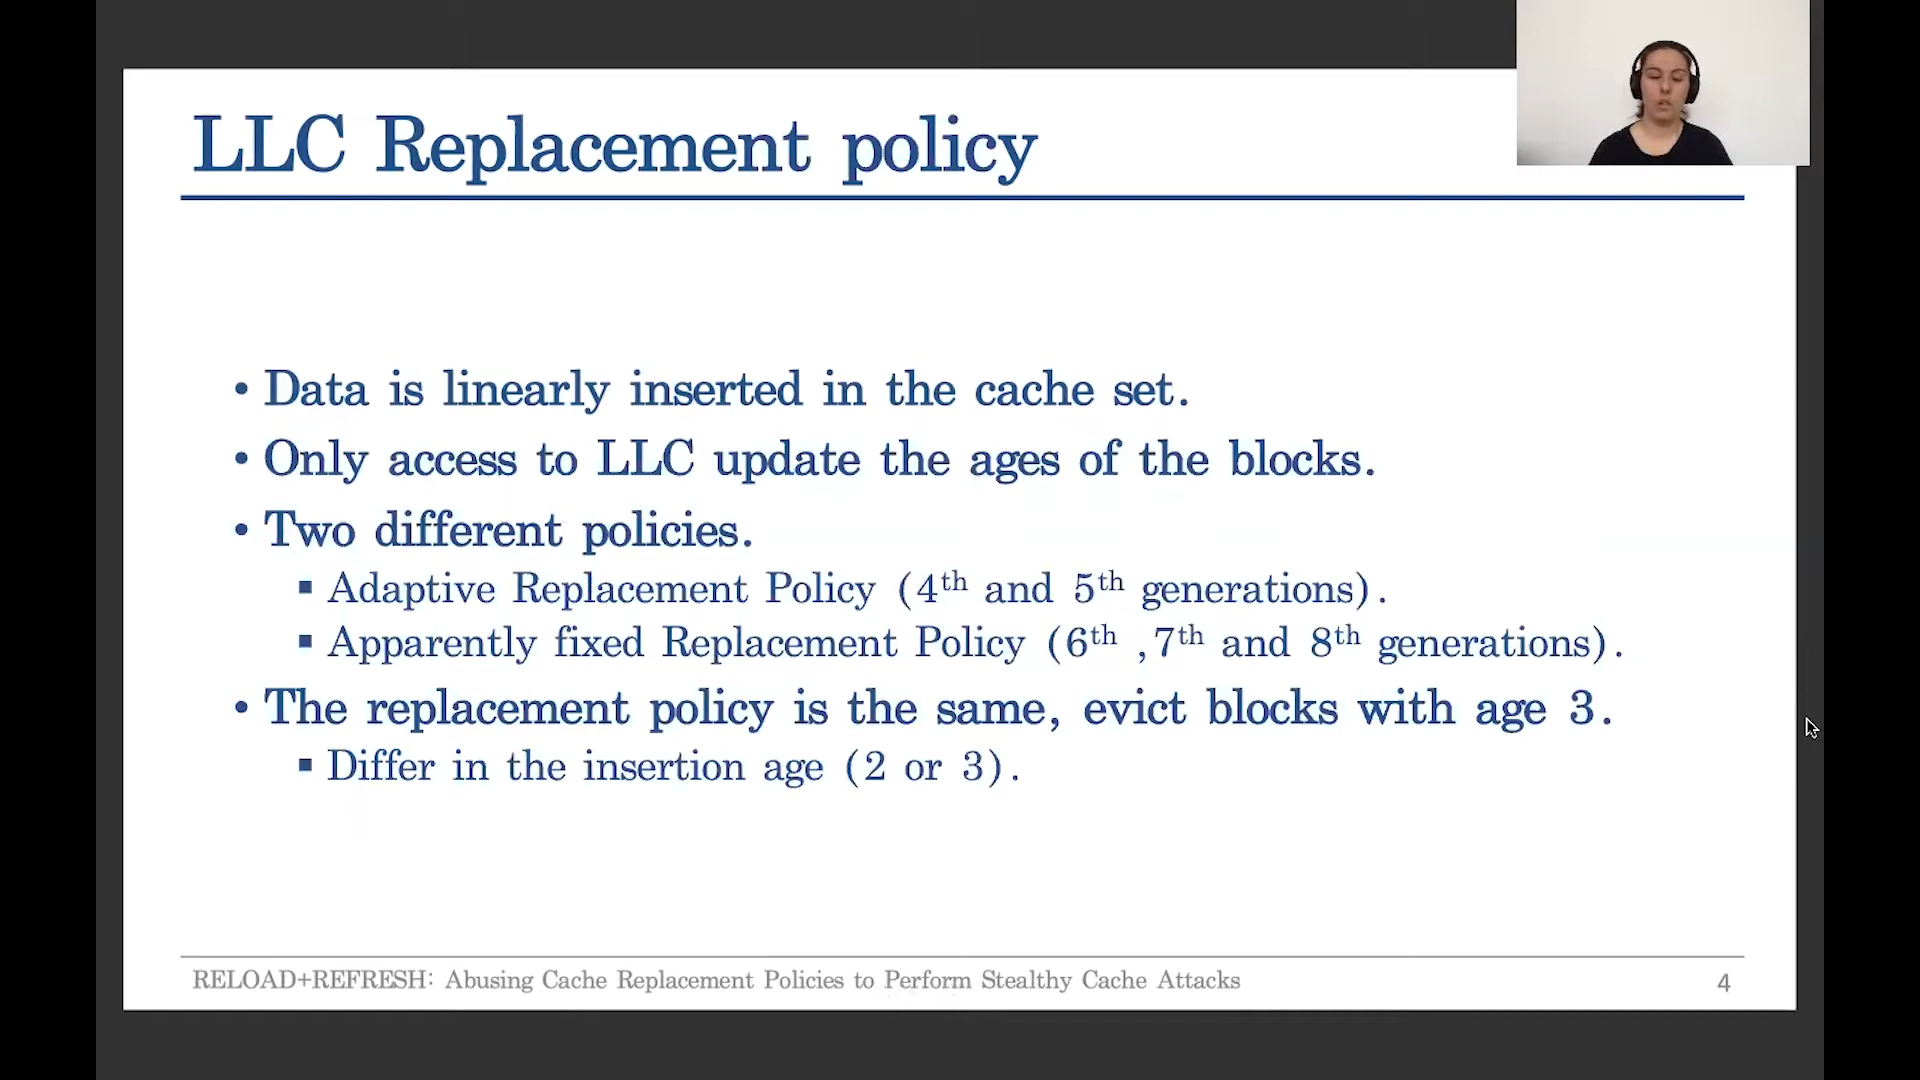 LLC Replacement policy
• Data is linearly inserted in the cache set.
• Only access to LLC update the ages of the blocks.
• Two different policies.
▪ Adaptive Replacement Policy (4th and 5th generations).
▪ Apparently fixed Replacement Policy (6th ,7th and 8th generations).
• The replacement policy is the same, evict blocks with age 3.
▪ Differ in the insertion age (2 or 3).
RELOAD+REFRESH: Abusing Cache Replacement Policies to Perform Stealthy Cache Attacks
4